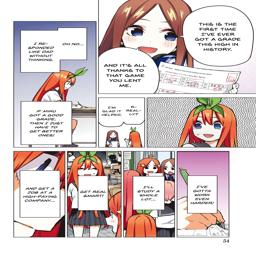 THIS IS
THE FIRST
TIME
I'VE
EVER GOT
A GRADE
THIS HIGH IN
HISTORY.
AND IT'S
ALL
THANKS TO
THAT GAME
YOU LENT
ME.
OH NO...
I RE-
SPONDED
LIKE DAD
WITHOUT
THINKING.
R-
REAL-
LY?
I'M
GLAD IT
HELPED.
IF MIKU
GOT A GOOD
GRADE,
THEN I JUST
HAVE TO
GET BETTER
ONES!
I'VE
GOTTA
WORK
EVEN
HARDER!
I'LL
STUDY A
WHOLE
LOT...
GET REAL
SMART!
AND GET A
JOB AT A
HIGH-PAYING
COMPANY...
54